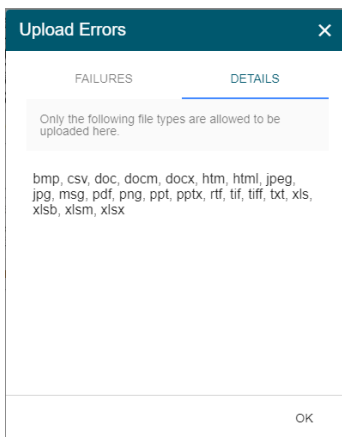 Upload Errors
FAILURES DETAILS
Only the following file types are allowed to be
uploaded here.
bmp, csv, doc, docm, docx, htm, html, jpeg,
jpg, msg, pdf, png, ppt, pptx, rtf, tif, tiff, txt, xls,
xlsb, xlsm, xlsx
OK